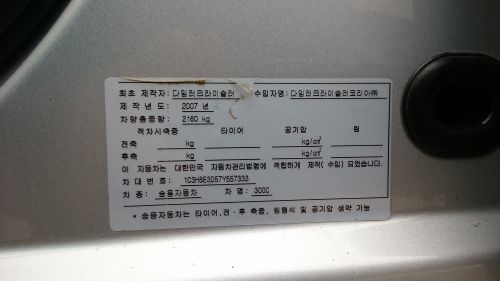 최초 제작자: 다임러크라이슬러 수입자명: 다임러크라이슬러코리아㈜
제 작 년 도: 2007 년
차량총중량: 2160 kg
적차시축중 타이어 공기압 림
전축 kg kg/cm²
후축 kg kg/cm²
이 자동차는 대한민국 자동차관리법령에 적합하게 제작(수입) 되었습니다.
차 대 번 호: 1C3H8E3D57Y557333
차 종: 승용자동차 차 명: 300C
* 승용자동차는 타이어,전·후 축중, 림형식 및 공기압 생략 가능